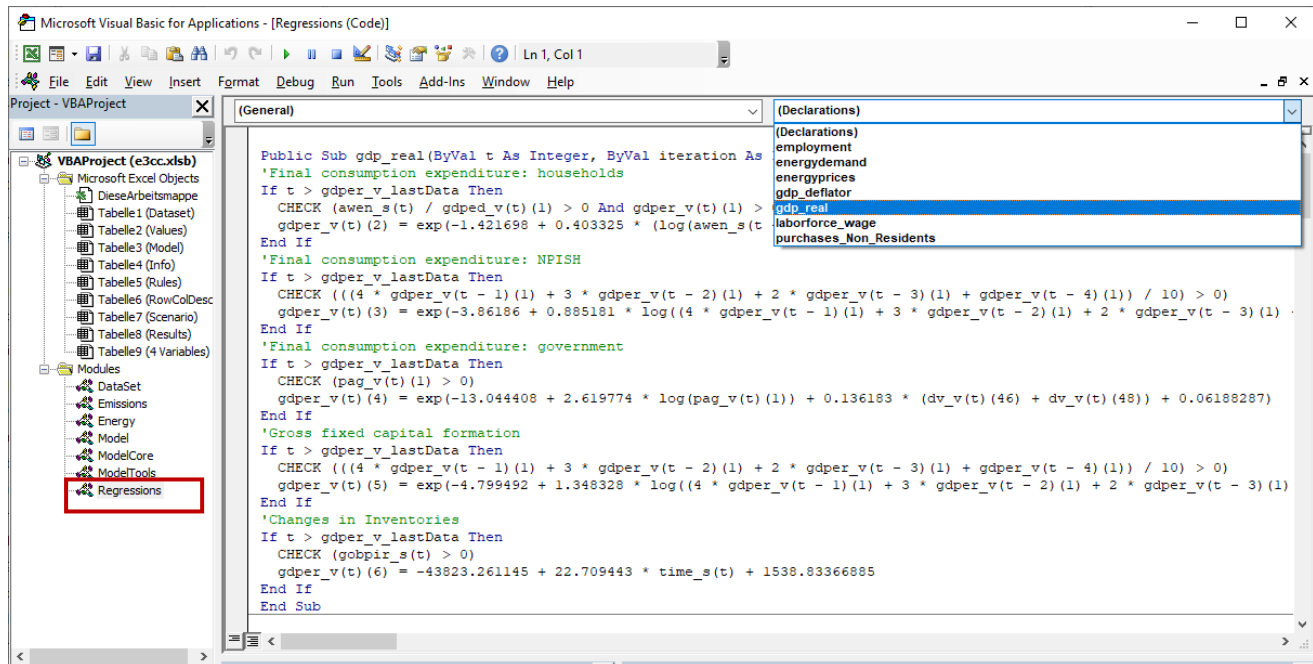 Microsoft Visual Basic for Applications - [Regressions (Code)]
Ln 1, Col 1
File Edit View Insert Format Debug Run Tools Add-Ins Window Help
Project - VBAProject
(General)
(Declarations)
(Declarations)
employment
energydemand
energyprices
gdp_deflator
gdp_real
laborforce_wage
purchases_Non_Residents
VBAProject (e3cc.xlsb)
Microsoft Excel Objects
DieseArbeitsmappe
Tabelle1 (Dataset)
Tabelle2 (Values)
Tabelle3 (Model)
Tabelle4 (Info)
Tabelle5 (Rules)
Tabelle6 (RowColDesc
Tabelle7 (Scenario)
Tabelle8 (Results)
Tabelle9 (4 Variables)
Modules
DataSet
Emissions
Energy
Model
ModelCore
ModelTools
Regressions
Public Sub gdp_real(ByVal t As Integer, ByVal iteration As
'Final consumption expenditure: households
If t > gdper_v_lastData Then
CHECK (awen_s(t) / gdped_v(t)(1) > 0 And gdper_v(t)(1) >
gdper_v(t)(2) = exp(-1.421698 + 0.403325 * (log(awen_s(t
End If
'Final consumption expenditure: NPISH
If t > gdper_v_lastData Then
CHECK (((4 * gdper_v(t - 1)(1) + 3 * gdper_v(t - 2)(1) + 2 * gdper_v(t - 3)(1) + gdper_v(t - 4)(1)) / 10) > 0)
gdper_v(t)(3) = exp(-3.86186 + 0.885181 * log((4 * gdper_v(t - 1)(1) + 3 * gdper_v(t - 2)(1) + 2 * gdper_v(t - 3)(1)
End If
'Final consumption expenditure: government
If t > gdper_v_lastData Then
CHECK (pag_v(t)(1) > 0)
gdper_v(t)(4) = exp(-13.044408 + 2.619774 * log(pag_v(t)(1)) + 0.136183 * (dv_v(t)(46) + dv_v(t)(48)) + 0.06188287)
End If
'Gross fixed capital formation
If t > gdper_v_lastData Then
CHECK (((4 * gdper_v(t - 1)(1) + 3 * gdper_v(t - 2)(1) + 2 * gdper_v(t - 3)(1) + gdper_v(t - 4)(1)) / 10) > 0)
gdper_v(t)(5) = exp(-4.799492 + 1.348328 * log((4 * gdper_v(t - 1)(1) + 3 * gdper_v(t - 2)(1) + 2 * gdper_v(t - 3)(1)
End If
'Changes in Inventories
If t > gdper_v_lastData Then
CHECK (gobpir_s(t) > 0)
gdper_v(t)(6) = -43823.261145 + 22.709443 * time_s(t) + 1538.83366885
End If
End Sub